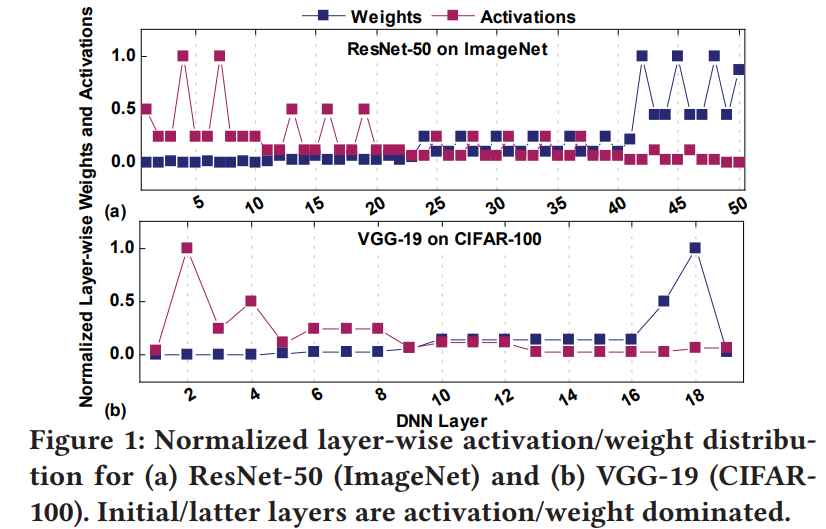 Weights Activations
ResNet-50 on ImageNet
Normalized Layer-wise Weights and Activations
1.0
0.5
0.0
(a)
5 10 15 20 25 30 35 40 45 50
VGG-19 on CIFAR-100
1.0
0.5
0.0
(b)
2 4 6 8 10 12 14 16 18
DNN Layer
Figure 1: Normalized layer-wise activation/weight distribu-
tion for (a) ResNet-50 (ImageNet) and (b) VGG-19 (CIFAR-
100). Initial/latter layers are activation/weight dominated.